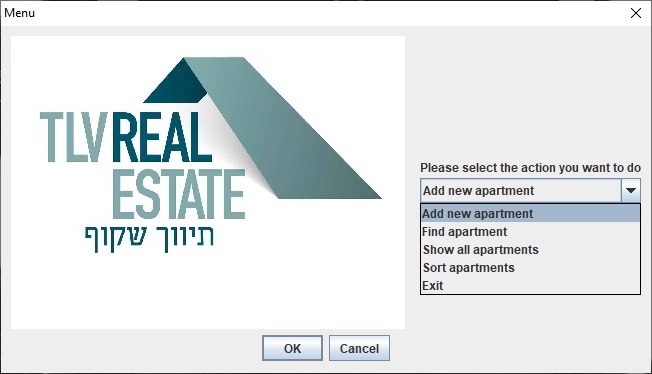 Menu
TLV REAL
ESTATE
תיווך שקוף
Please select the action you want to do
Add new apartment
Add new apartment
Find apartment
Show all apartments
Sort apartments
Exit
OK Cancel